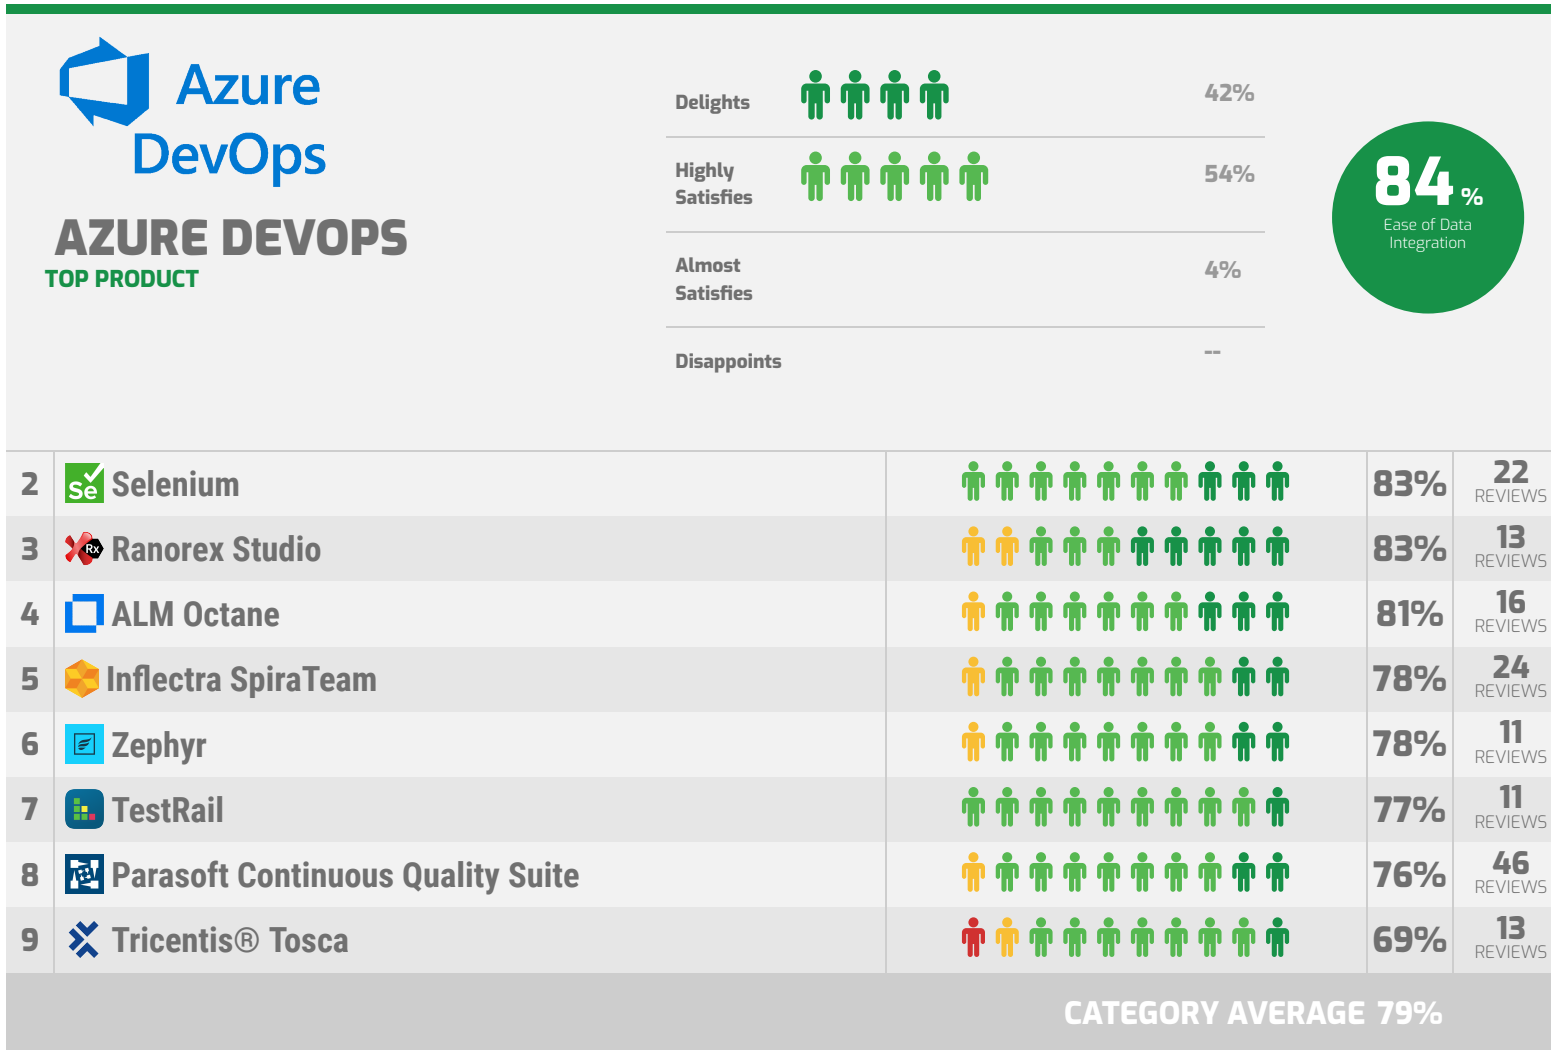 Azure
DevOps
AZURE DEVOPS
TOP PRODUCT
Delights 42%
Highly
Satisfies 54%
Almost
Satisfies 4%
Disappoints --
84 %
Ease of Data
Integration
2 Se Selenium 83% 22
REVIEWS
3 Rx Ranorex Studio 83% 13
REVIEWS
4 ALM Octane 81% 16
REVIEWS
5 Inflectra SpiraTeam 78% 24
REVIEWS
6 Zephyr 78% 11
REVIEWS
7 TestRail 77% 11
REVIEWS
8 Parasoft Continuous Quality Suite 76% 46
REVIEWS
9 Tricentis® Tosca 69% 13
REVIEWS
CATEGORY AVERAGE 79%